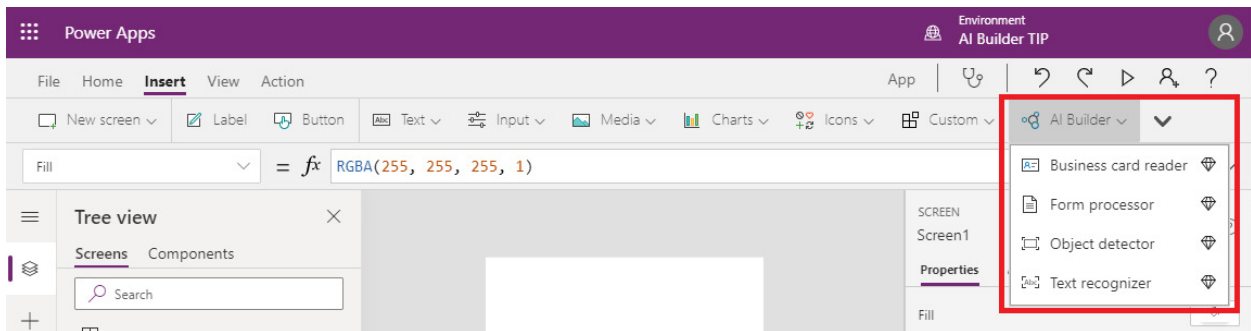 Power Apps
Environment
AI Builder TIP
File Home Insert View Action
App
New screen Label Button Abc Text Input Media Charts Icons Custom AI Builder
Fill = fx RGBA(255, 255, 255, 1)
Business card reader
Form processor
Object detector
Text recognizer
Tree view
Screens Components
Search
SCREEN
Screen1
Properties
Fill